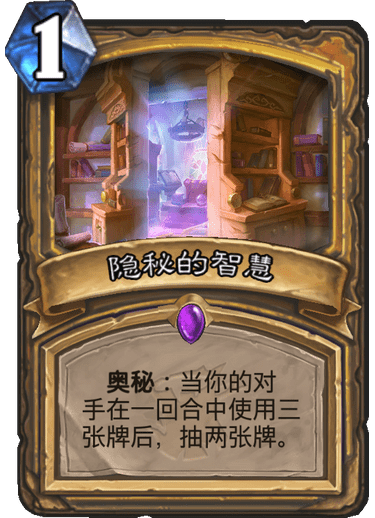 1
隐秘的智慧
奥秘：当你的对
手在一回合中使用三
张牌后，抽两张牌。